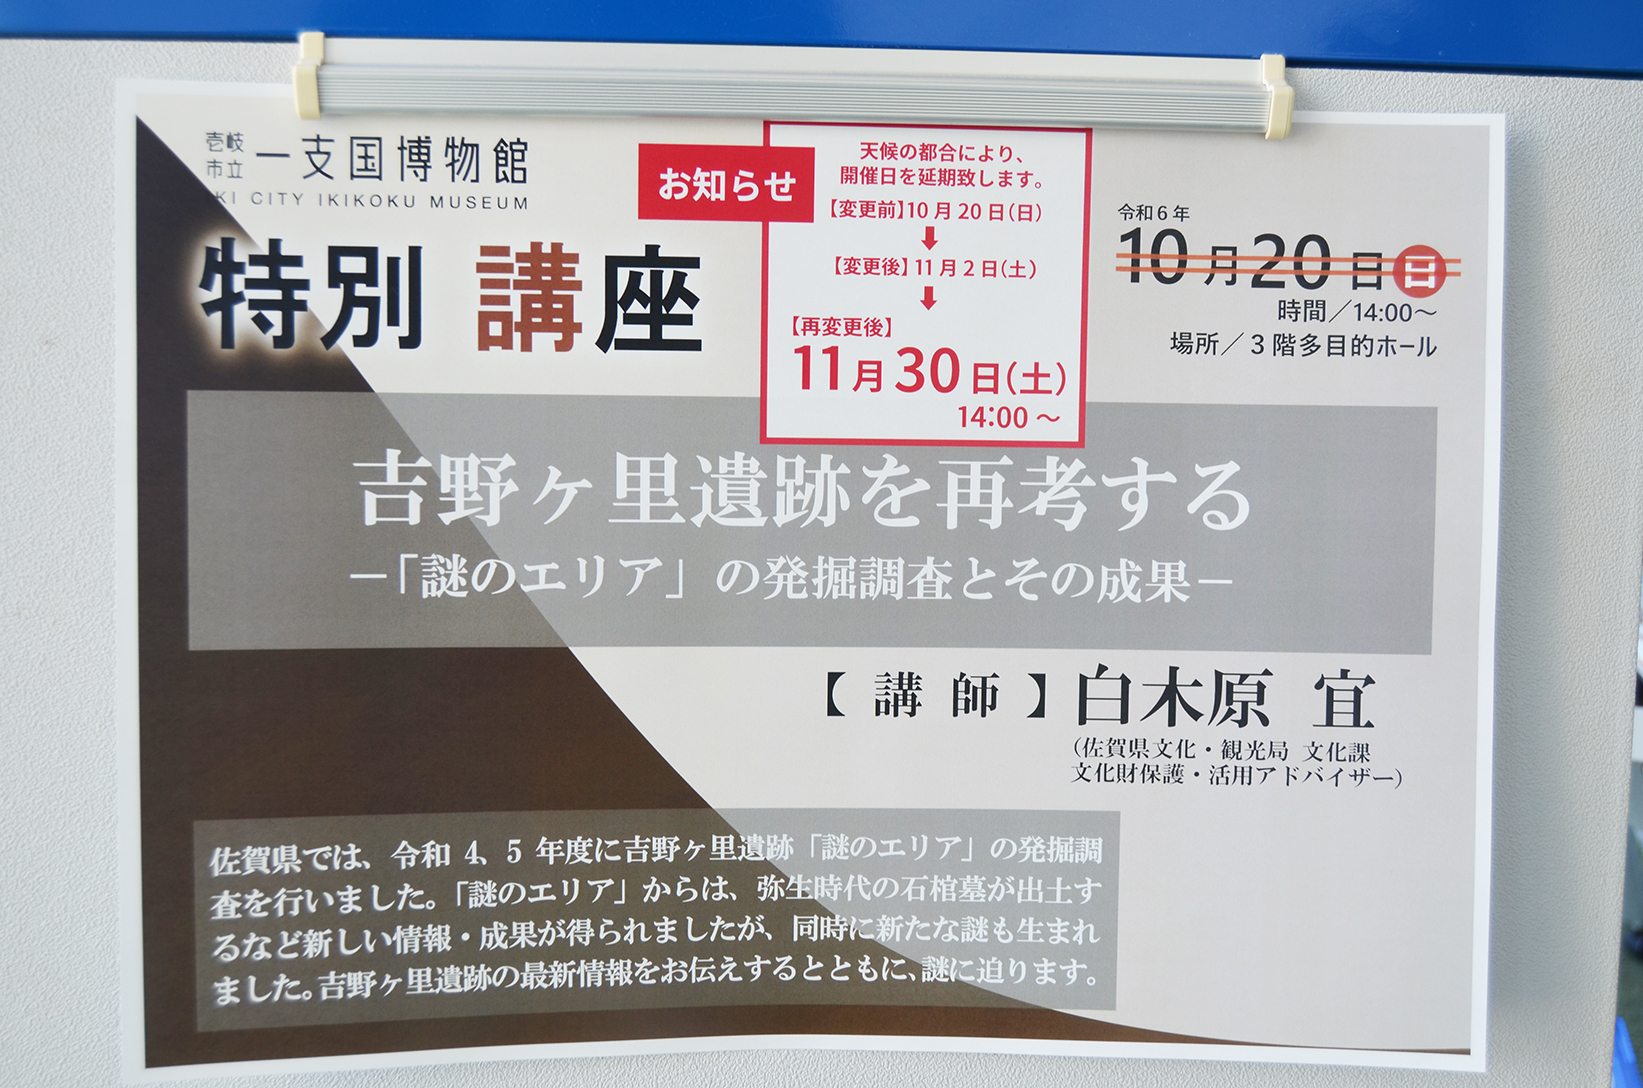 壱岐
市立
一支国博物館
IKI CITY IKIKOKU MUSEUM
特別 講座
お知らせ
天候の都合により、
開催日を延期致します。
【変更前】10月20日（日）
【変更後】11月2日（土）
【再変更後】
11月30日（土）
14:00～
令和6年
10月20日日
時間／14:00～
場所／3階多目的ホール
吉野ヶ里遺跡を再考する
－「謎のエリア」の発掘調査とその成果－
【講師】白木原 宜
（佐賀県文化・観光局 文化課
文化財保護・活用アドバイザー）
佐賀県では、令和4、5年度に吉野ヶ里遺跡「謎のエリア」の発掘調
査を行いました。「謎のエリア」からは、弥生時代の石棺墓が出土す
るなど新しい情報・成果が得られましたが、同時に新たな謎も生まれ
ました。吉野ヶ里遺跡の最新情報をお伝えするとともに、謎に迫ります。